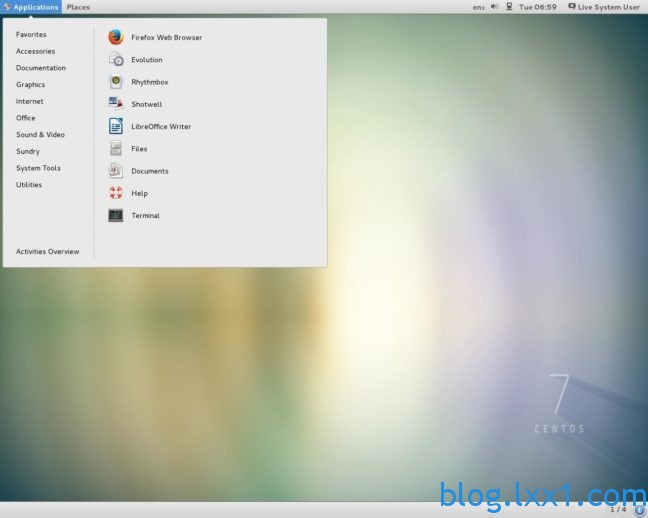 Applications Places en₂ Tue 06:59 Live System User
Favorites
Accessories
Documentation
Graphics
Internet
Office
Sound & Video
Sundry
System Tools
Utilities
Activities Overview
Firefox Web Browser
Evolution
Rhythmbox
Shotwell
LibreOffice Writer
Files
Documents
Help
Terminal
7
CENTOS
blog.lxx1.com
1 / 4